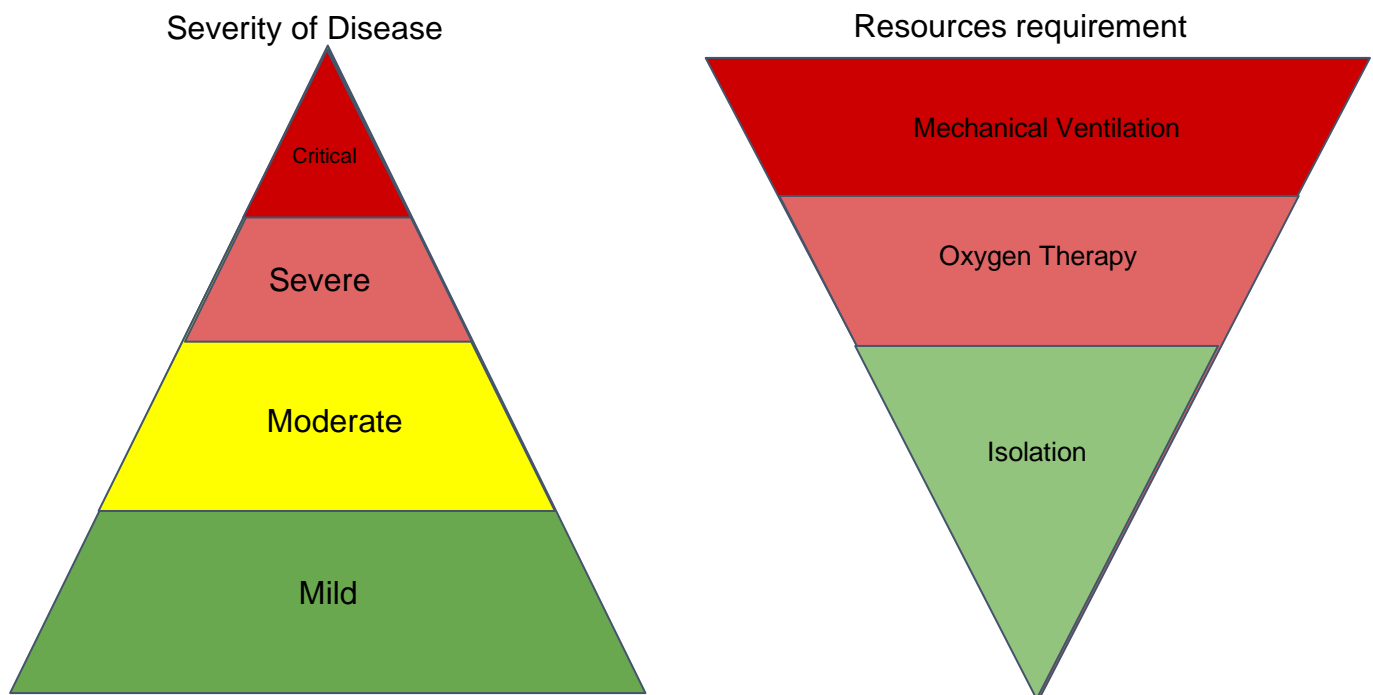 Severity of Disease
Critical
Severe
Moderate
Mild
Resources requirement
Mechanical Ventilation
Oxygen Therapy
Isolation